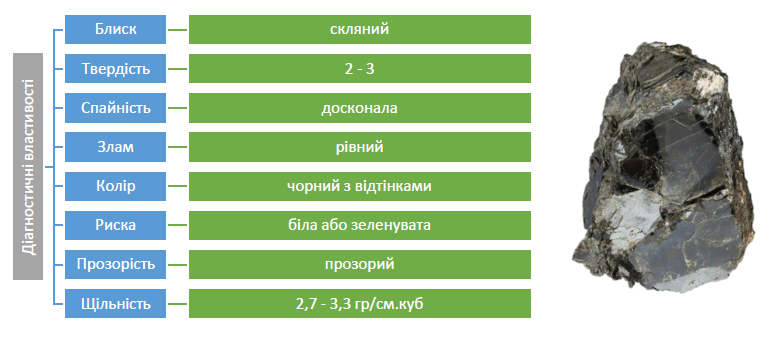 Діагностичні властивості
Блиск
скляний
Твердість
2 - 3
Спайність
досконала
Злам
рівний
Колір
чорний з відтінками
Риска
біла або зеленувата
Прозорість
прозорий
Щільність
2,7 - 3,3 гр/см.куб